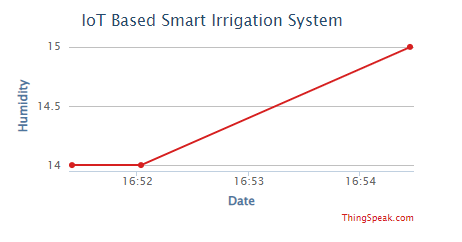 IoT Based Smart Irrigation System
15
14.5
14
Humidity
16:52 16:53 16:54
Date
ThingSpeak.com